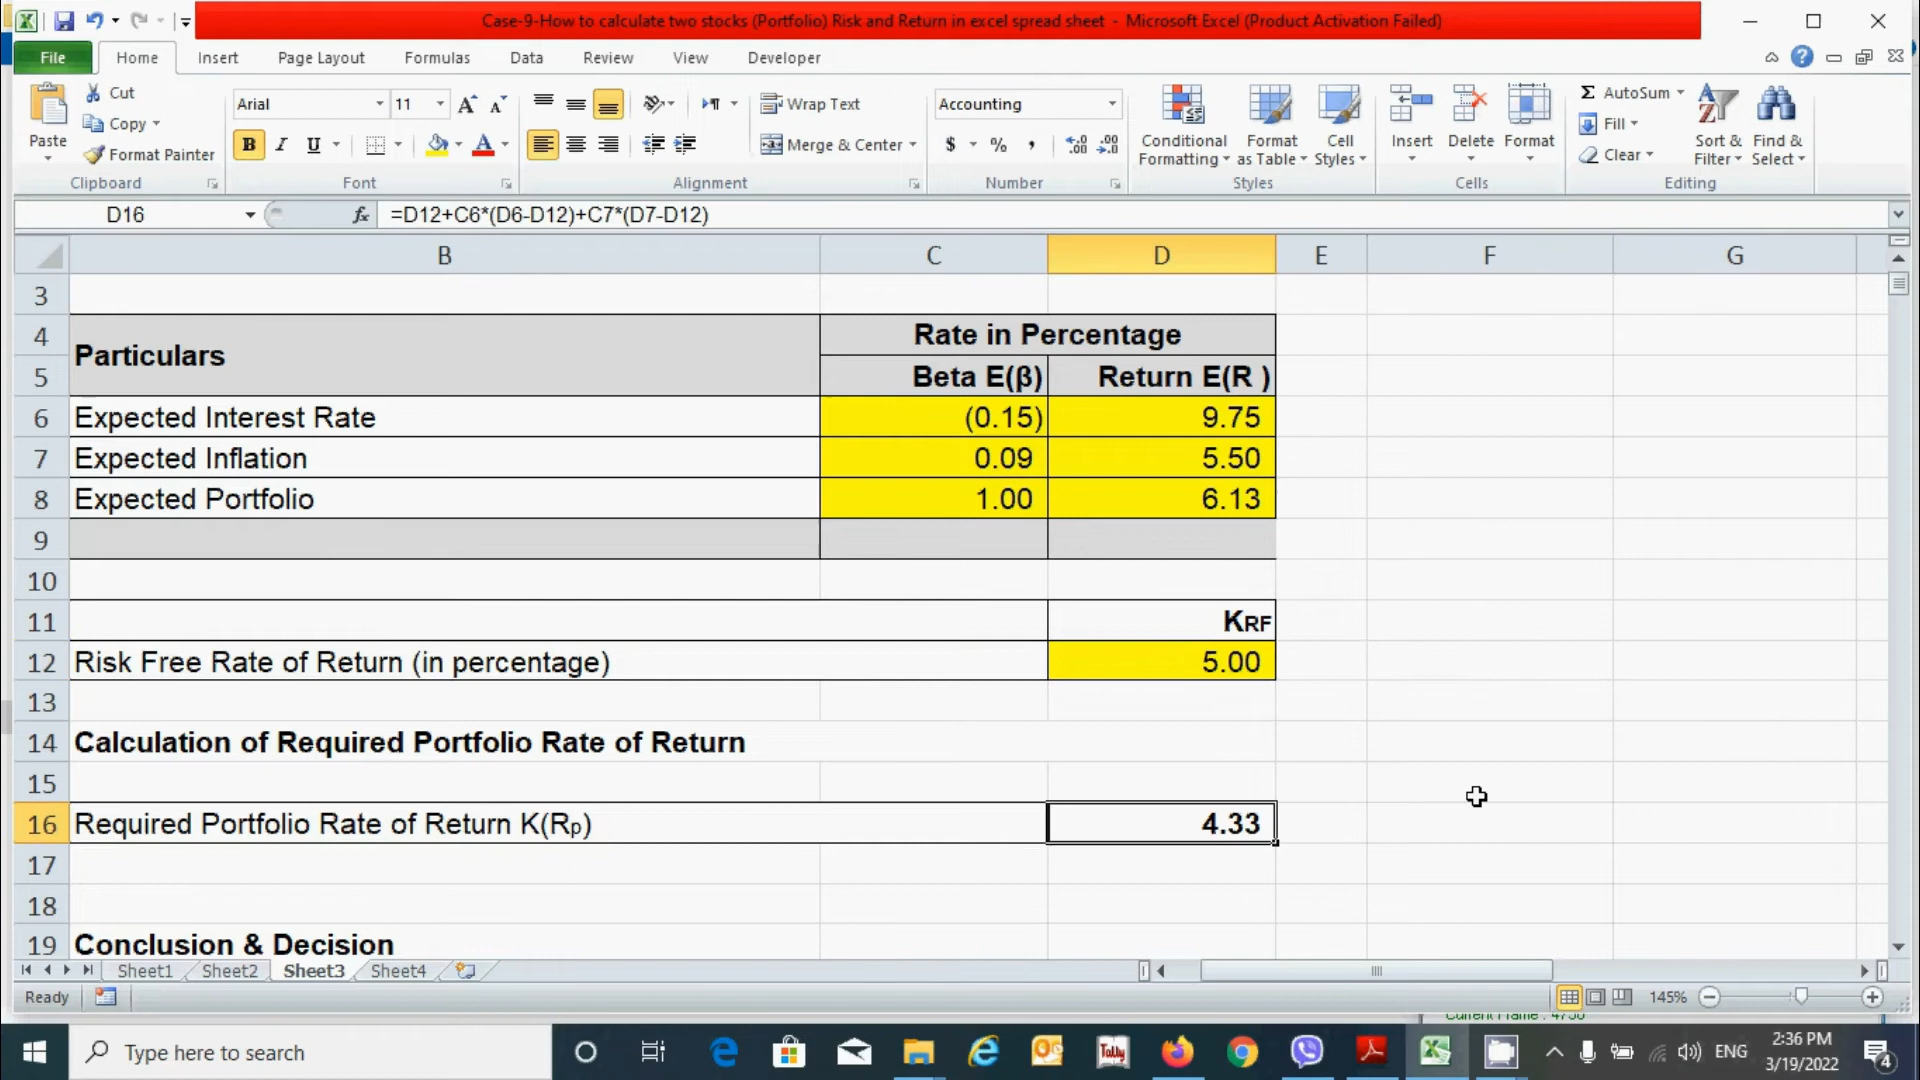 Case-9-How to calculate two stocks (Portfolio) Risk and Return in excel spread sheet - Microsoft Excel (Product Activation Failed)
File Home Insert Page Layout Formulas Data Review View Developer
Paste
Cut
Copy
Format Painter
Clipboard
Arial 11
B I U
Font
Wrap Text
Merge & Center
Alignment
Accounting
$ % ,
Number
Conditional Formatting
Format as Table
Cell Styles
Styles
Insert Delete Format
Cells
Σ AutoSum
Fill
Clear
Sort & Filter
Find & Select
Editing
D16 fx =D12+C6*(D6-D12)+C7*(D7-D12)
B C D E F G
3
4 Particulars Rate in Percentage
5 Beta E(β) Return E(R )
6 Expected Interest Rate (0.15) 9.75
7 Expected Inflation 0.09 5.50
8 Expected Portfolio 1.00 6.13
9
10
11 KRF
12 Risk Free Rate of Return (in percentage) 5.00
13
14 Calculation of Required Portfolio Rate of Return
15
16 Required Portfolio Rate of Return K(Rp) 4.33
17
18
19 Conclusion & Decision
Sheet1 Sheet2 Sheet3 Sheet4
Ready 145%
Type here to search
Tally
ENG
2:36 PM
3/19/2022
4